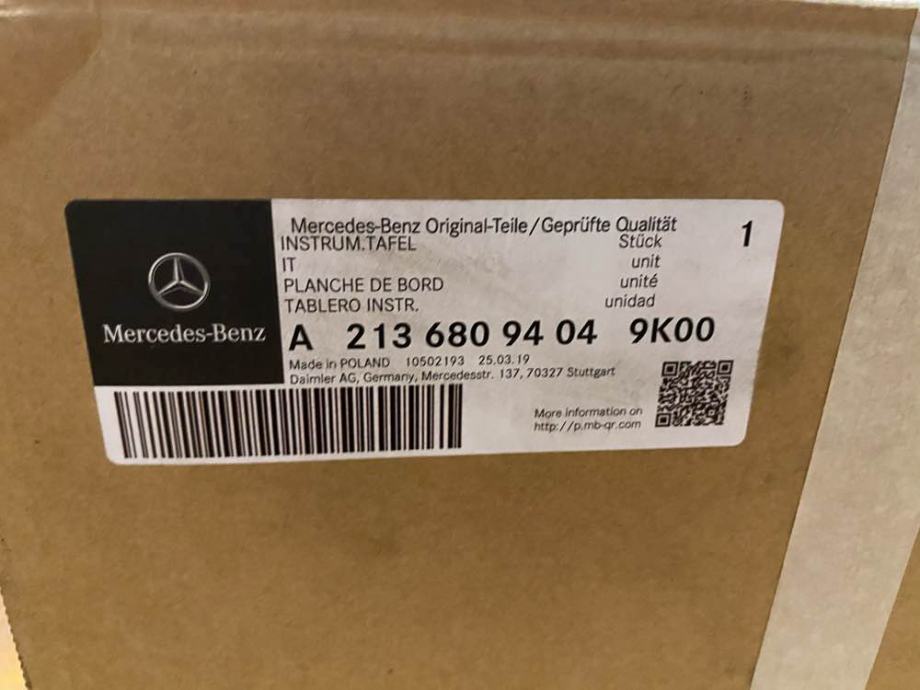 Mercedes-Benz
Mercedes-Benz Original-Teile/Geprüfte Qualität
INSTRUM.TAFEL Stück 1
IT unit
PLANCHE DE BORD unité
TABLERO INSTR. unidad
A 213 680 94 04 9K00
Made in POLAND 10502193 25.03.19
Daimler AG, Germany, Mercedesstr. 137, 70327 Stuttgart
More information on
http://p.mb-qr.com